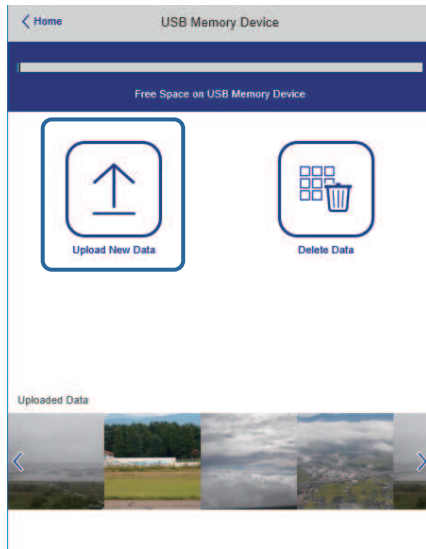 Home
USB Memory Device
Free Space on USB Memory Device
Upload New Data
Delete Data
Uploaded Data